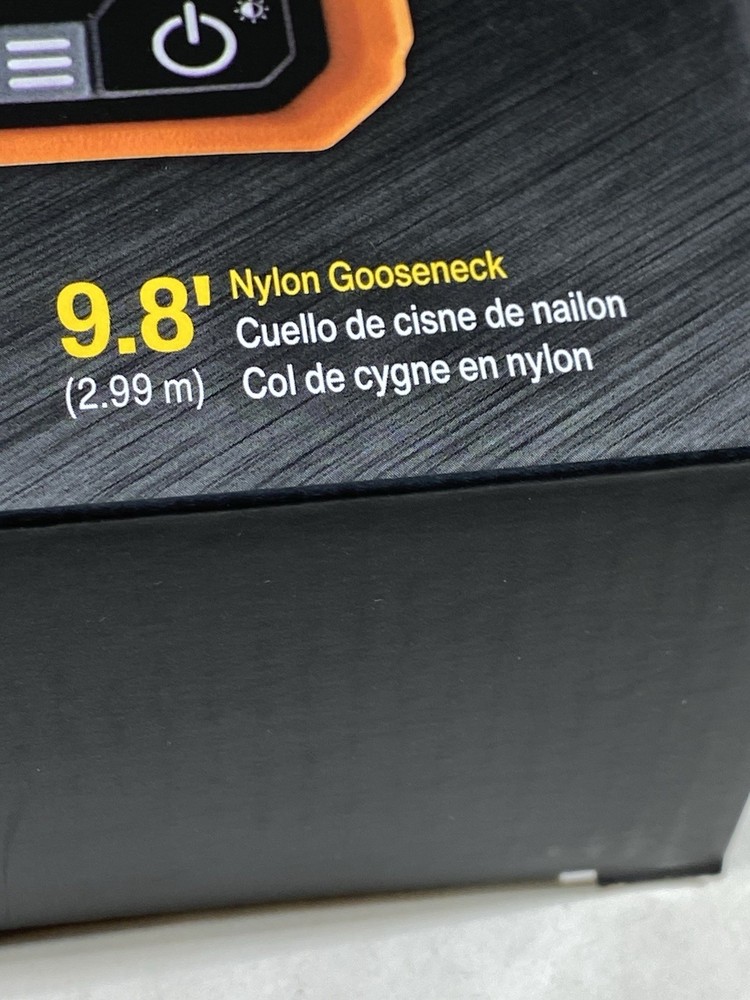 9.8' Nylon Gooseneck
Cuello de cisne de nailon
(2.99 m) Col de cygne en nylon